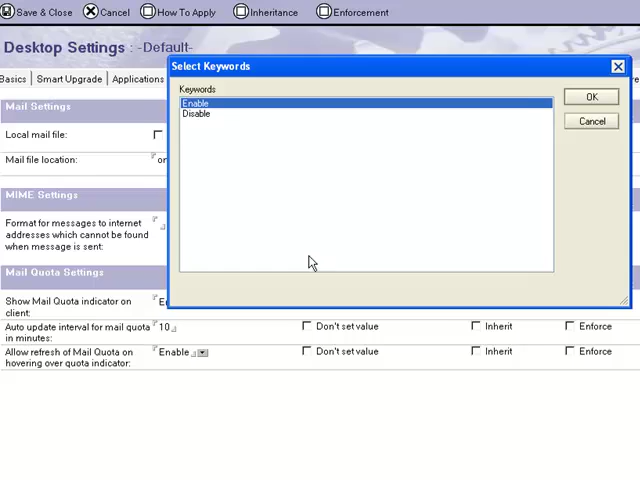 Save & Close Cancel How To Apply Inheritance Enforcement
Desktop Settings : -Default-
Select Keywords
Basics Smart Upgrade Applications
Keywords
Enable
Disable
OK
Cancel
Mail Settings
Local mail file:
Mail file location:
MIME Settings
Format for messages to internet
addresses which cannot be found
when message is sent:
Mail Quota Settings
Show Mail Quota indicator on
client:
Auto update interval for mail quota
in minutes:
10
Don't set value Inherit Enforce
Allow refresh of Mail Quota on
hovering over quota indicator:
Enable
Don't set value Inherit Enforce